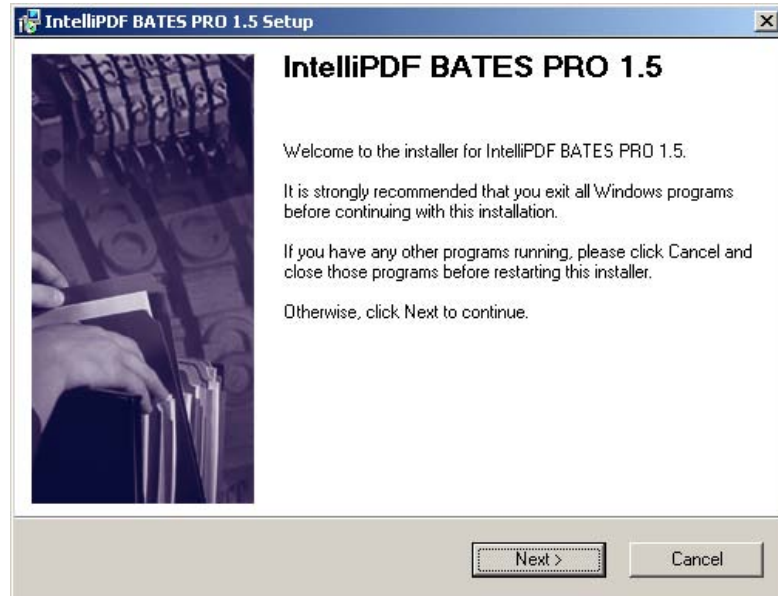 IntelliPDF BATES PRO 1.5 Setup
IntelliPDF BATES PRO 1.5
Welcome to the installer for IntelliPDF BATES PRO 1.5.
It is strongly recommended that you exit all Windows programs
before continuing with this installation.
If you have any other programs running, please click Cancel and
close those programs before restarting this installer.
Otherwise, click Next to continue.
Next >
Cancel